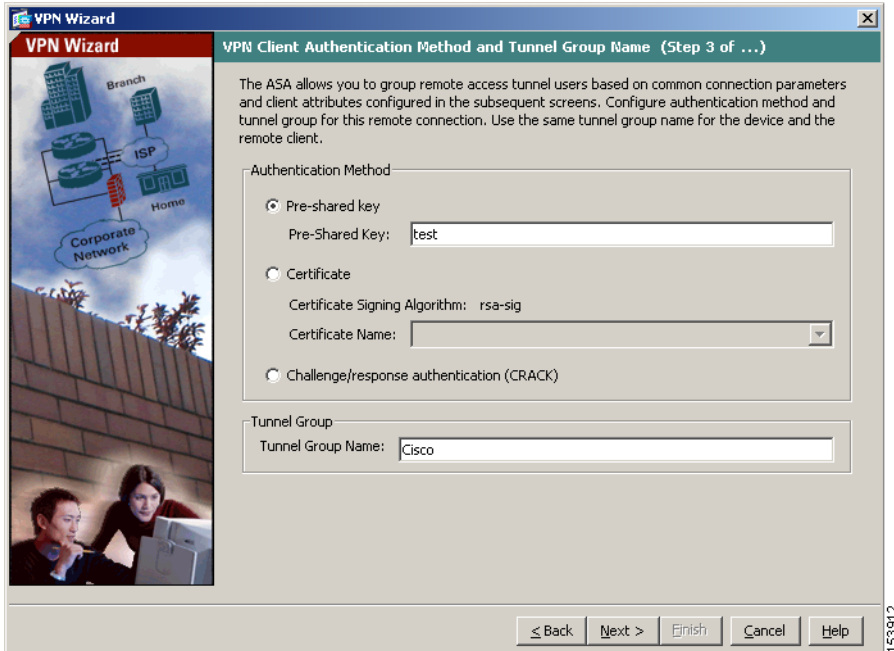 VPN Wizard
VPN Wizard
VPN Client Authentication Method and Tunnel Group Name (Step 3 of ...)
Branch
ISP
Home
Corporate
Network
The ASA allows you to group remote access tunnel users based on common connection parameters
and client attributes configured in the subsequent screens. Configure authentication method and
tunnel group for this remote connection. Use the same tunnel group name for the device and the
remote client.
Authentication Method
Pre-shared key
Pre-Shared Key: test
Certificate
Certificate Signing Algorithm: rsa-sig
Certificate Name:
Challenge/response authentication (CRACK)
Tunnel Group
Tunnel Group Name: Cisco
< Back
Next >
Finish
Cancel
Help
153912